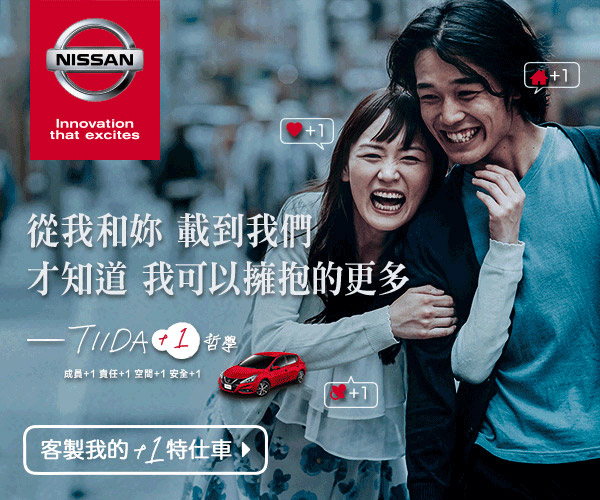 NISSAN
Innovation
that excites
+1
+1
從我和妳 載到我們
才知道 我可以擁抱的更多
TIIDA +1 哲學
成員+1 責任+1 空間+1 安全+1
+1
客製我的 +1 特仕車